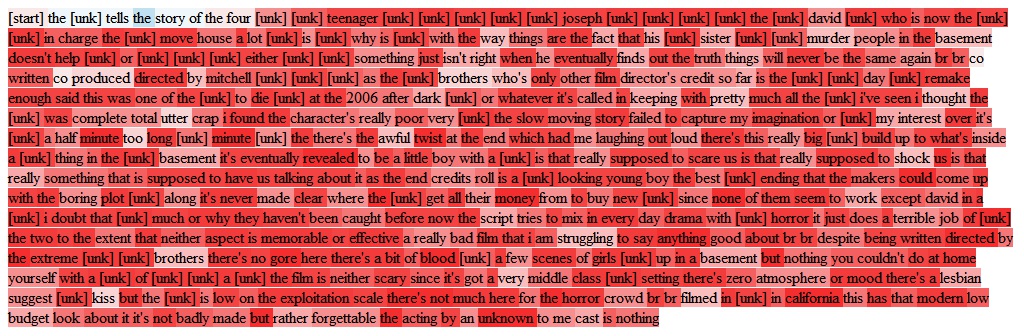 [start] the [unk] tells the story of the four [unk] [unk] teenager [unk] [unk] [unk] [unk] [unk] joseph [unk] [unk] [unk] [unk] the [unk] david [unk] who is now the [unk]
[unk] in charge the [unk] move house a lot [unk] is [unk] why is [unk] with the way things are the fact that his [unk] sister [unk] [unk] murder people in the basement
doesn't help [unk] or [unk] [unk] either [unk] [unk] something just isn't right when he eventually finds out the truth things will never be the same again br br co
written co produced directed by mitchell [unk] [unk] [unk] as the [unk] brothers who's only other film director's credit so far is the [unk] [unk] day [unk] remake
enough said this was one of the [unk] to die [unk] at the 2006 after dark [unk] or whatever it's called in keeping with pretty much all the [unk] i've seen i thought the
[unk] was complete total utter crap i found the character's really poor very [unk] the slow moving story failed to capture my imagination or [unk] my interest over it's
[unk] a half minute too long [unk] minute [unk] the there's the awful twist at the end which had me laughing out loud there's this really big [unk] build up to what's inside
a [unk] thing in the [unk] basement it's eventually revealed to be a little boy with a [unk] is that really supposed to scare us is that really supposed to shock us is that
really something that is supposed to have us talking about it as the end credits roll is a [unk] looking young boy the best [unk] ending that the makers could come up
with the boring plot [unk] along it's never made clear where the [unk] get all their money from to buy new [unk] since none of them seem to work except david in a
[unk] i doubt that [unk] much or why they haven't been caught before now the script tries to mix in every day drama with [unk] horror it just does a terrible job of [unk]
the two to the extent that neither aspect is memorable or effective a really bad film that i am struggling to say anything good about br br despite being written directed by
the extreme [unk] [unk] brothers there's no gore here there's a bit of blood [unk] a few scenes of girls [unk] up in a basement but nothing you couldn't do at home
yourself with a [unk] of [unk] [unk] a [unk] the film is neither scary since it's got a very middle class [unk] setting there's zero atmosphere or mood there's a lesbian
suggest [unk] kiss but the [unk] is low on the exploitation scale there's not much here for the horror crowd br br filmed in [unk] in california this has that modern low
budget look about it it's not badly made but rather forgettable the acting by an unknown to me cast is nothing